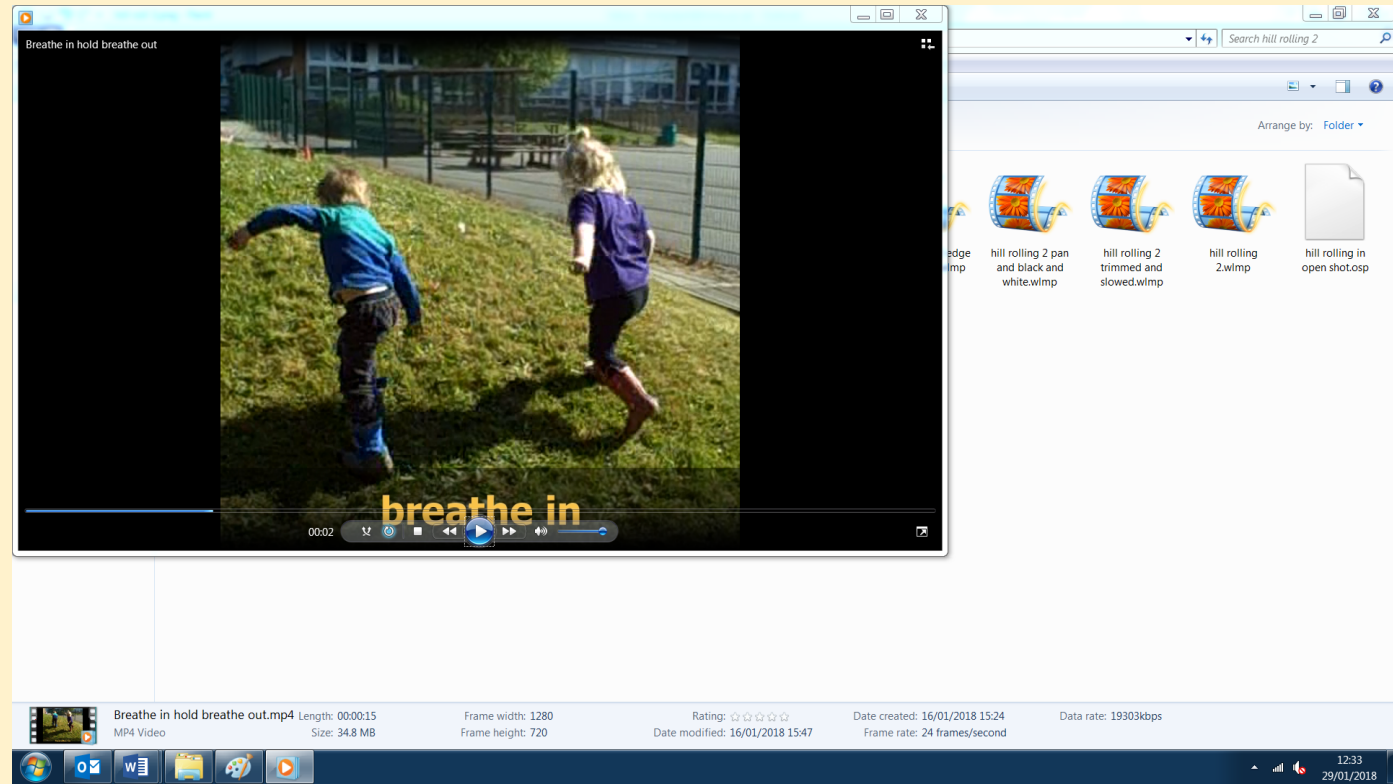 Breathe in hold breathe out
breathe in
00:02
Search hill rolling 2
Arrange by: Folder
edge
mp
hill rolling 2 pan
and black and
white.wlmp
hill rolling 2
trimmed and
slowed.wlmp
hill rolling
2.wlmp
hill rolling in
open shot.osp
Breathe in hold breathe out.mp4 Length: 00:00:15 Frame width: 1280 Rating: Date created: 16/01/2018 15:24 Data rate: 19303kbps
MP4 Video Size: 34.8 MB Frame height: 720 Date modified: 16/01/2018 15:47 Frame rate: 24 frames/second
12:33
29/01/2018